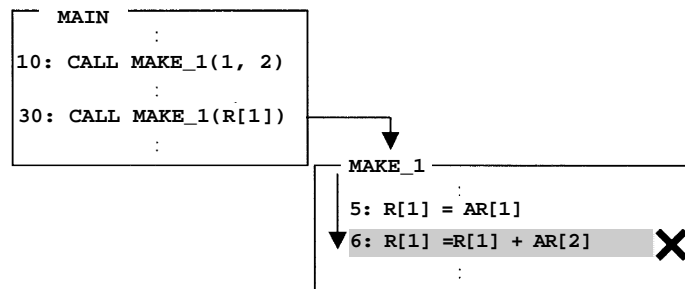 MAIN
:
10: CALL MAKE_1(1, 2)
:
30: CALL MAKE_1(R[1])
:
MAKE_1
:
5: R[1] = AR[1]
6: R[1] =R[1] + AR[2]
: